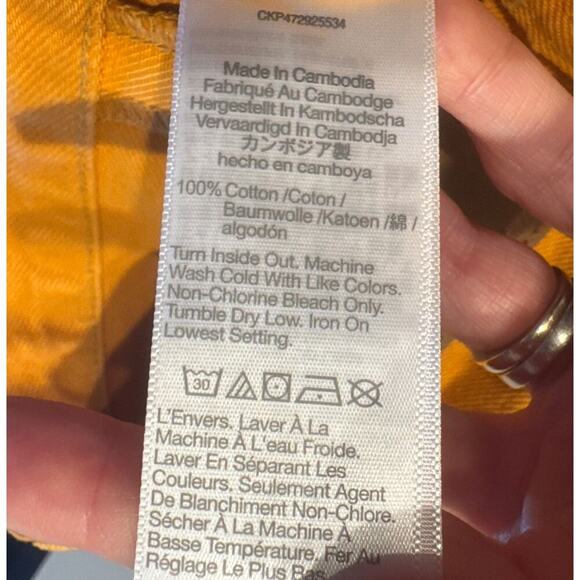 CKP472925534
Made In Cambodia
Fabriqué Au Cambodge
Hergestellt In Kambodscha
Vervaardigd In Cambodja
カンボジア製
hecho en camboya
100% Cotton /Coton /
Baumwolle /Katoen /綿 /
algodón
Turn Inside Out. Machine
Wash Cold With Like Colors.
Non-Chlorine Bleach Only.
Tumble Dry Low. Iron On
Lowest Setting.
30
L'Envers. Laver À La
Machine À L'eau Froide.
Laver En Séparant Les
Couleurs. Seulement Agent
De Blanchiment Non-Chlore.
Sécher À La Machine À
Basse Température. Fer Au
Réglage Le Plus Bas